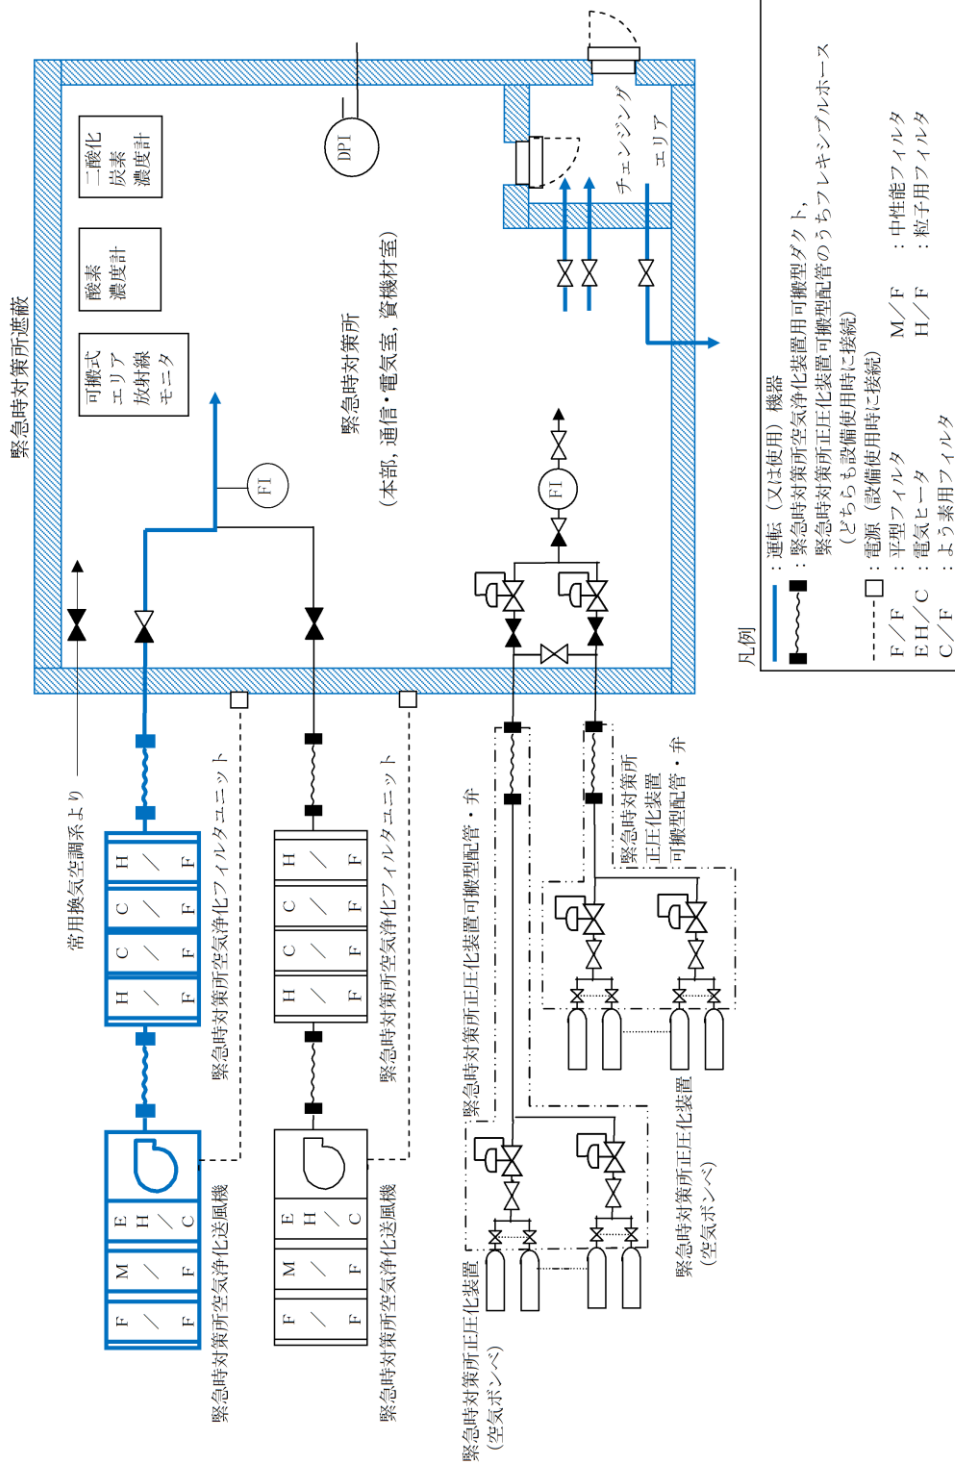 緊急時対策所遮蔽
常用換気空調系より
可搬式
エリア
放射線
モニタ
酸素
濃度計
二酸化
炭素
濃度計
DPI
FI
緊急時対策所
(本部,通信・電気室,資機材室)
チェンジング
エリア
FI
F/F
M/F
EH/C
H/F
C/F
C/F
H/F
緊急時対策所空気浄化送風機
緊急時対策所空気浄化フィルタユニット
F/F
M/F
EH/C
H/F
C/F
C/F
H/F
緊急時対策所空気浄化送風機
緊急時対策所空気浄化フィルタユニット
緊急時対策所正圧化装置
(空気ボンベ)
緊急時対策所正圧化装置可搬型配管・弁
緊急時対策所
正圧化装置
可搬型配管・弁
緊急時対策所正圧化装置
(空気ボンベ)
凡例
:運転(又は使用)機器
:緊急時対策所空気浄化装置用可搬型ダクト,
緊急時対策所正圧化装置可搬型配管のうちフレキシブルホース
(どちらも設備使用時に接続)
:電源(設備使用時に接続)
F/F :平型フィルタ M/F :中性能フィルタ
EH/C :電気ヒータ H/F :粒子用フィルタ
C/F :よう素用フィルタ